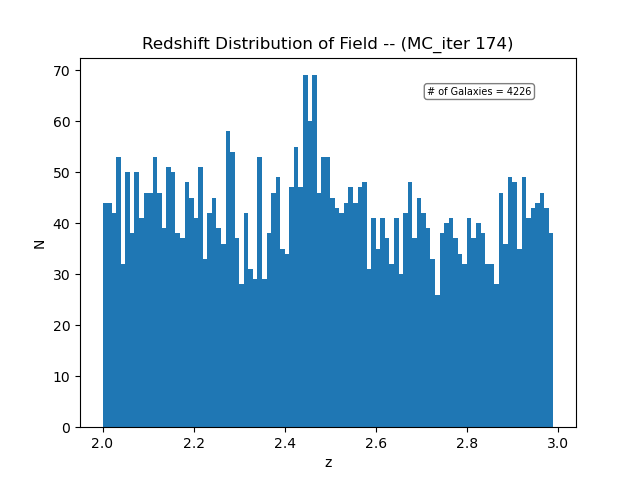 Redshift Distribution of Field -- (MC_iter 174)
# of Galaxies = 4226
70
60
50
40
30
20
10
0
N
2.0 2.2 2.4 2.6 2.8 3.0
z